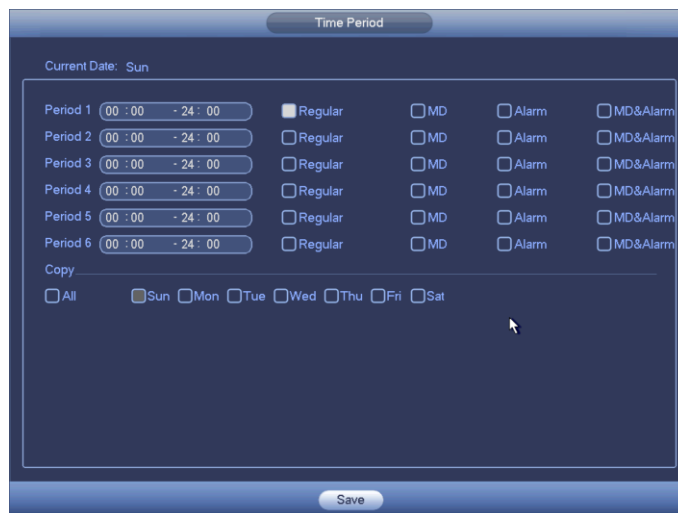 Time Period
Current Date: Sun
Period 1 00 : 00 - 24 : 00 Regular MD Alarm MD&Alarm
Period 2 00 : 00 - 24 : 00 Regular MD Alarm MD&Alarm
Period 3 00 : 00 - 24 : 00 Regular MD Alarm MD&Alarm
Period 4 00 : 00 - 24 : 00 Regular MD Alarm MD&Alarm
Period 5 00 : 00 - 24 : 00 Regular MD Alarm MD&Alarm
Period 6 00 : 00 - 24 : 00 Regular MD Alarm MD&Alarm
Copy
All Sun Mon Tue Wed Thu Fri Sat
Save